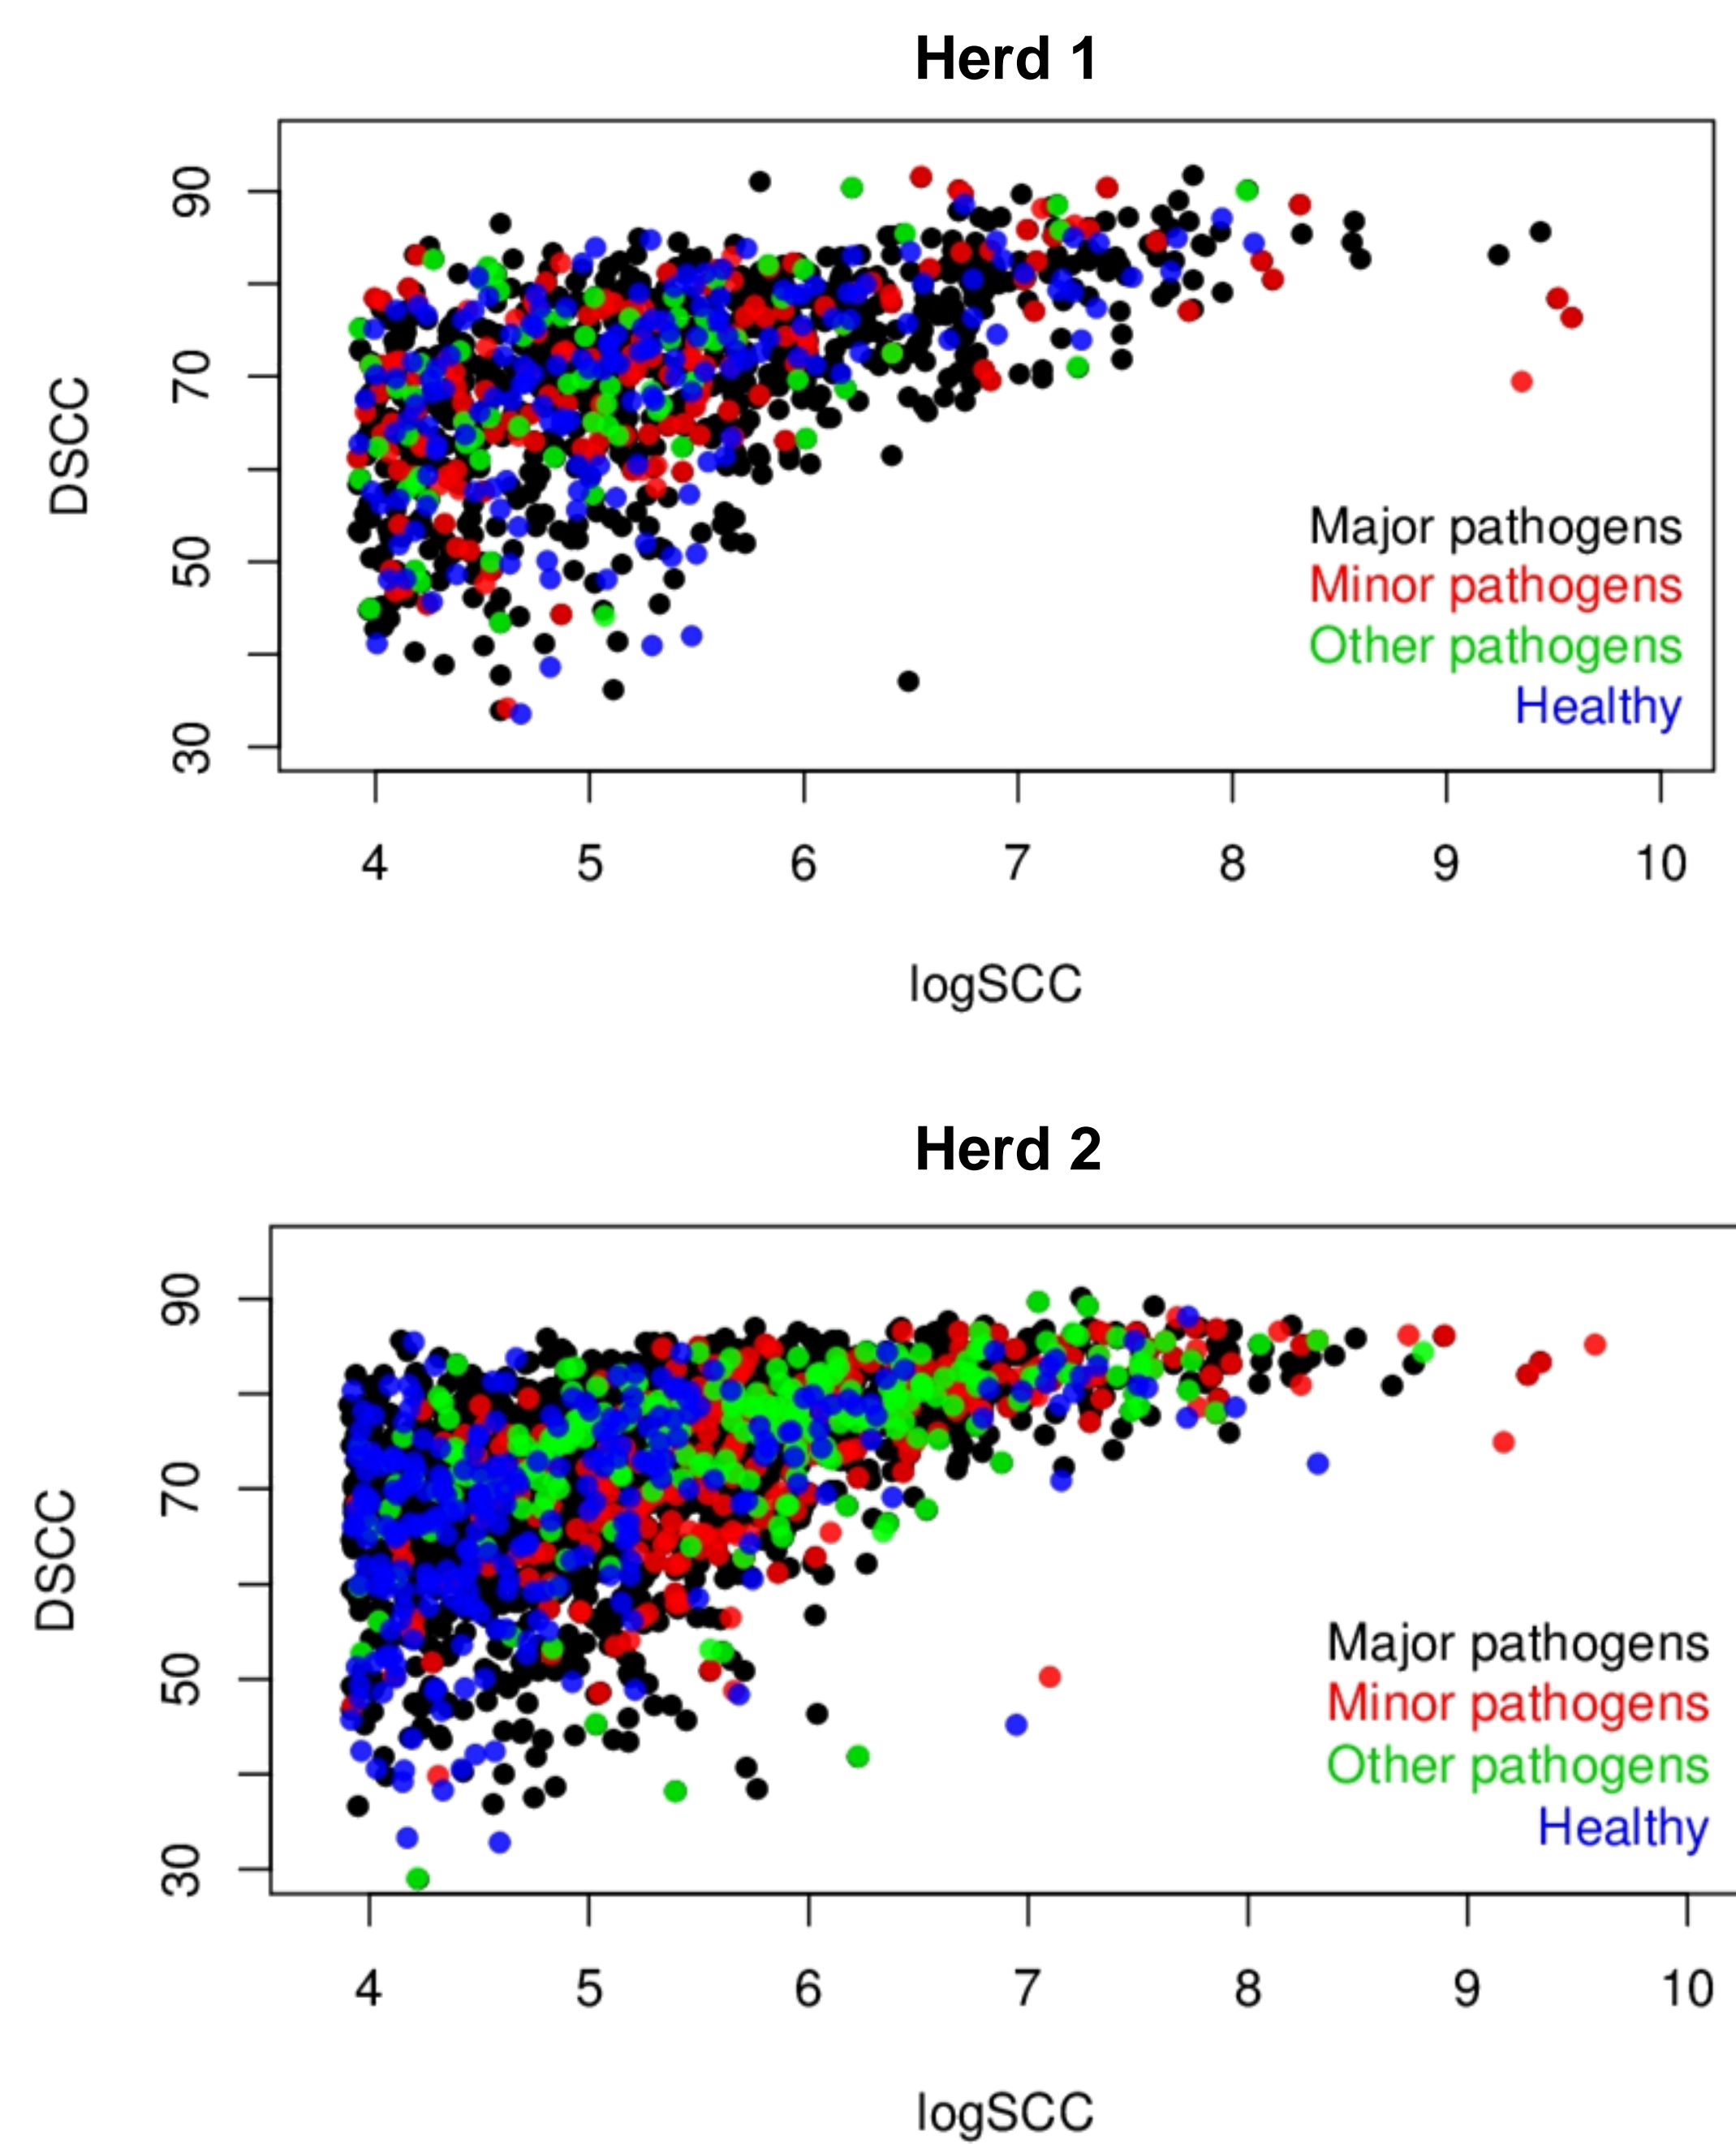 Herd 1
90
70
50
30
DSCC
Major pathogens
Minor pathogens
Other pathogens
Healthy
4 5 6 7 8 9 10
logSCC
Herd 2
90
70
50
30
DSCC
Major pathogens
Minor pathogens
Other pathogens
Healthy
4 5 6 7 8 9 10
logSCC